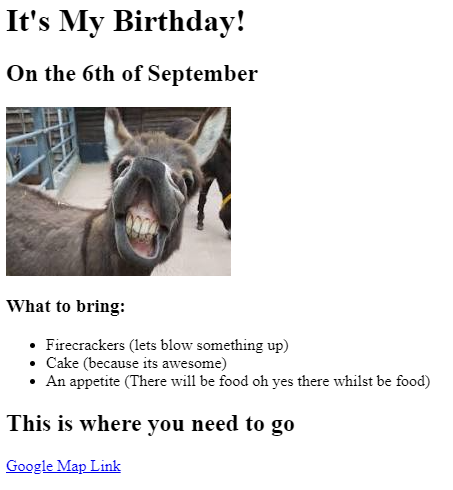 It's My Birthday!
On the 6th of September
What to bring:
Firecrackers (lets blow something up)
Cake (because its awesome)
An appetite (There will be food oh yes there whilst be food)
This is where you need to go
Google Map Link